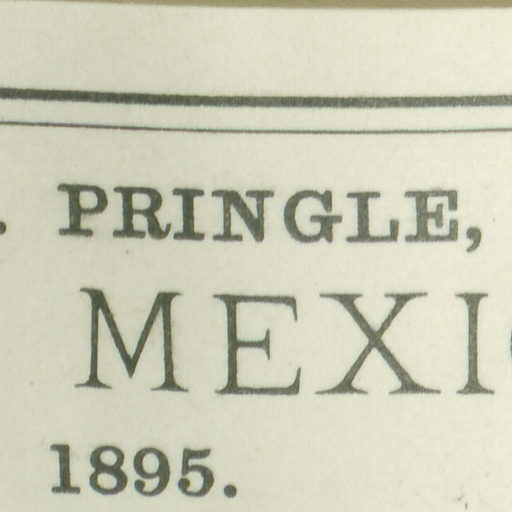 . PRINGLE,
MEXI
1895.